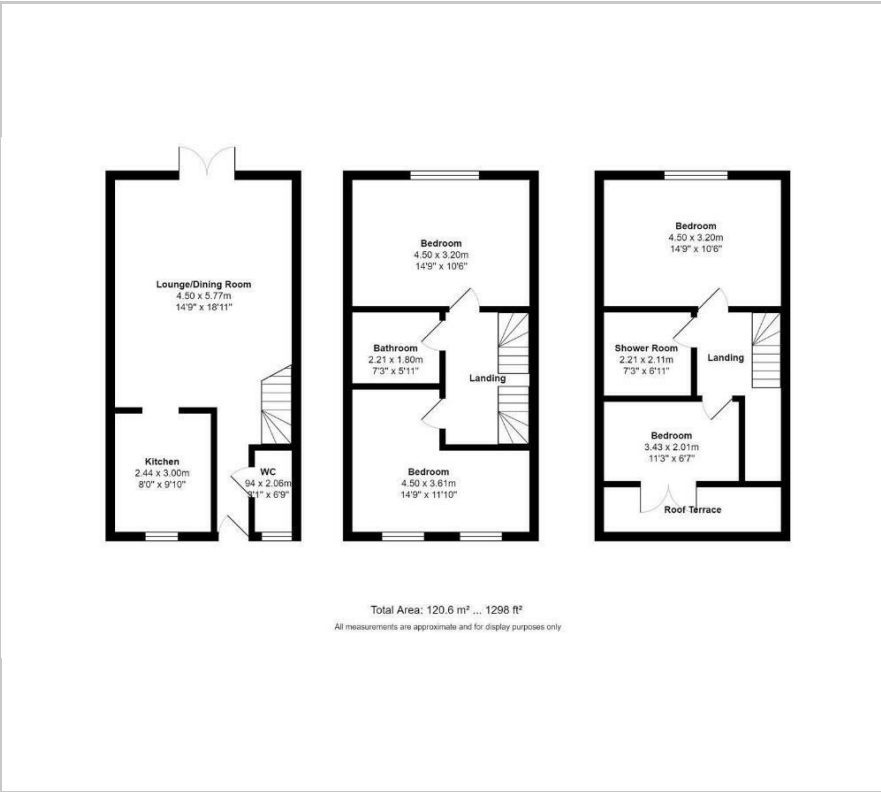 Lounge/Dining Room
4.50 x 5.77m
14'9" x 18'11"
Kitchen
2.44 x 3.00m
8'0" x 9'10"
WC
94 x 2.06m
3'1" x 6'9"
Bedroom
4.50 x 3.20m
14'9" x 10'6"
Bathroom
2.21 x 1.80m
7'3" x 5'11"
Landing
Bedroom
4.50 x 3.61m
14'9" x 11'10"
Bedroom
4.50 x 3.20m
14'9" x 10'6"
Shower Room
2.21 x 2.11m
7'3" x 6'11"
Landing
Bedroom
3.43 x 2.01m
11'3" x 6'7"
Roof Terrace
Total Area: 120.6 m² ... 1298 ft²
All measurements are approximate and for display purposes only